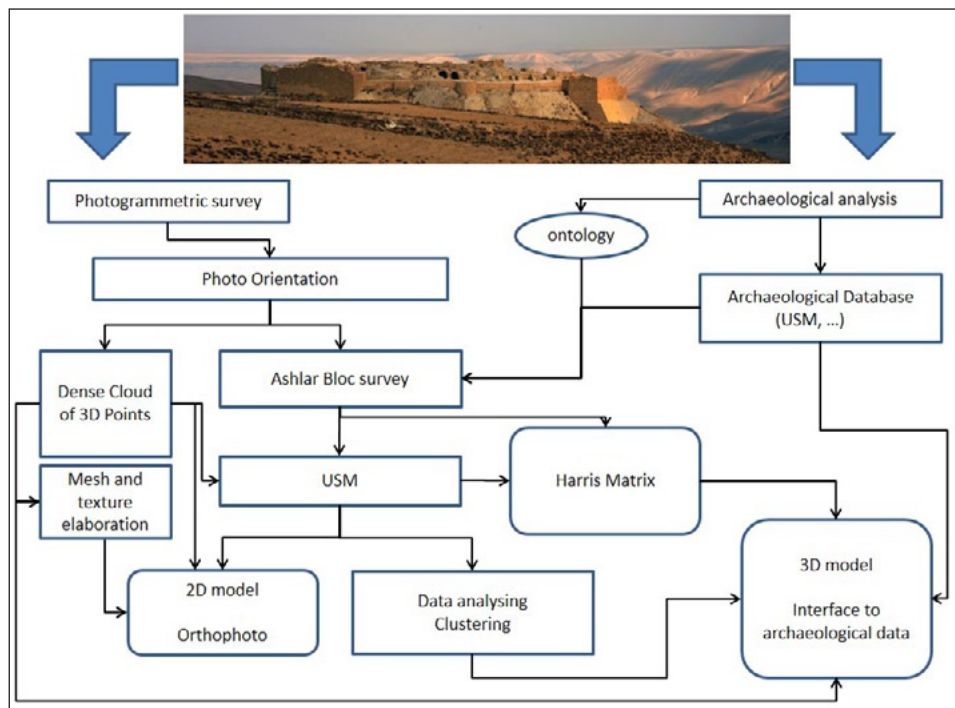 Photogrammetric survey
Archaeological analysis
ontology
Photo Orientation
Archaeological Database
(USM, ...)
Dense Cloud
of 3D Points
Ashlar Bloc survey
Mesh and
texture
elaboration
USM
Harris Matrix
2D model
Orthophoto
Data analysing
Clustering
3D model
Interface to
archaeological data